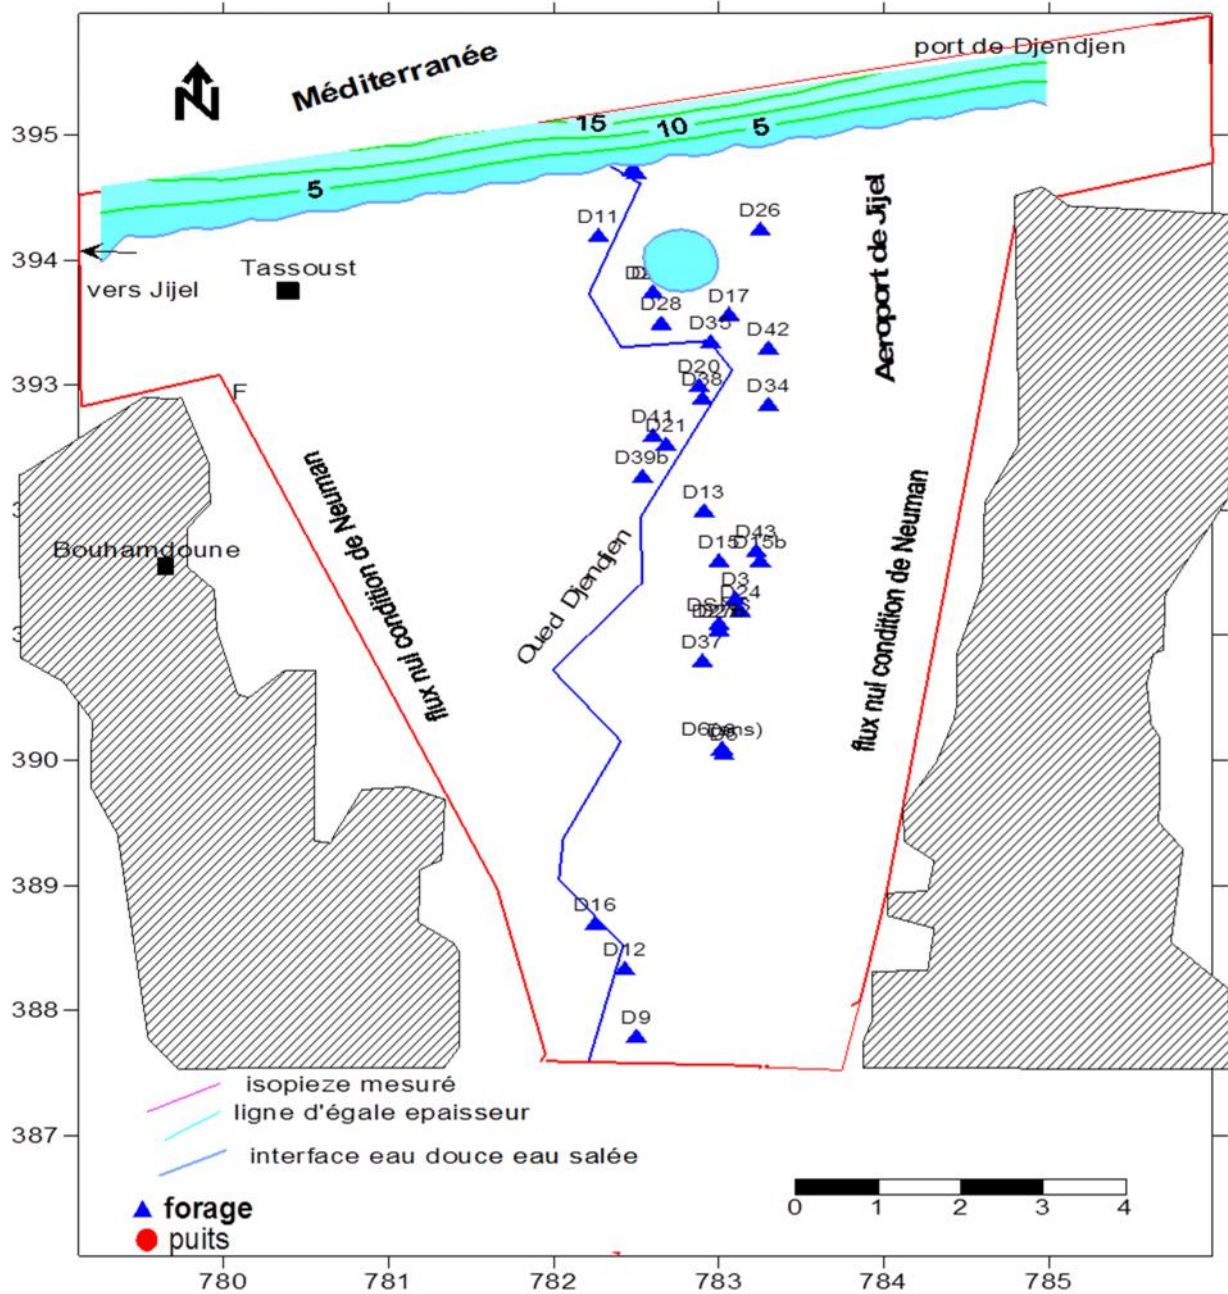 port de Djendjen
Méditerranée
N
395
15
10
5
5
D11
D26
Aeroport de Jijel
394
Tassoust
vers Jijel
D28
D17
D35
D42
393
F
D20
D38
D34
D41
D21
D39b
D13
flux nul condition de Neuman
flux nul condition de Neuman
Oued Djendjen
Bouhamdoune
D43
D15
D15b
D3
D24
D37
390
389
D16
D12
388
D9
isopieze mesuré
ligne d'égale epaisseur
387
interface eau douce eau salée
forage
puits
0 1 2 3 4
780 781 782 783 784 785